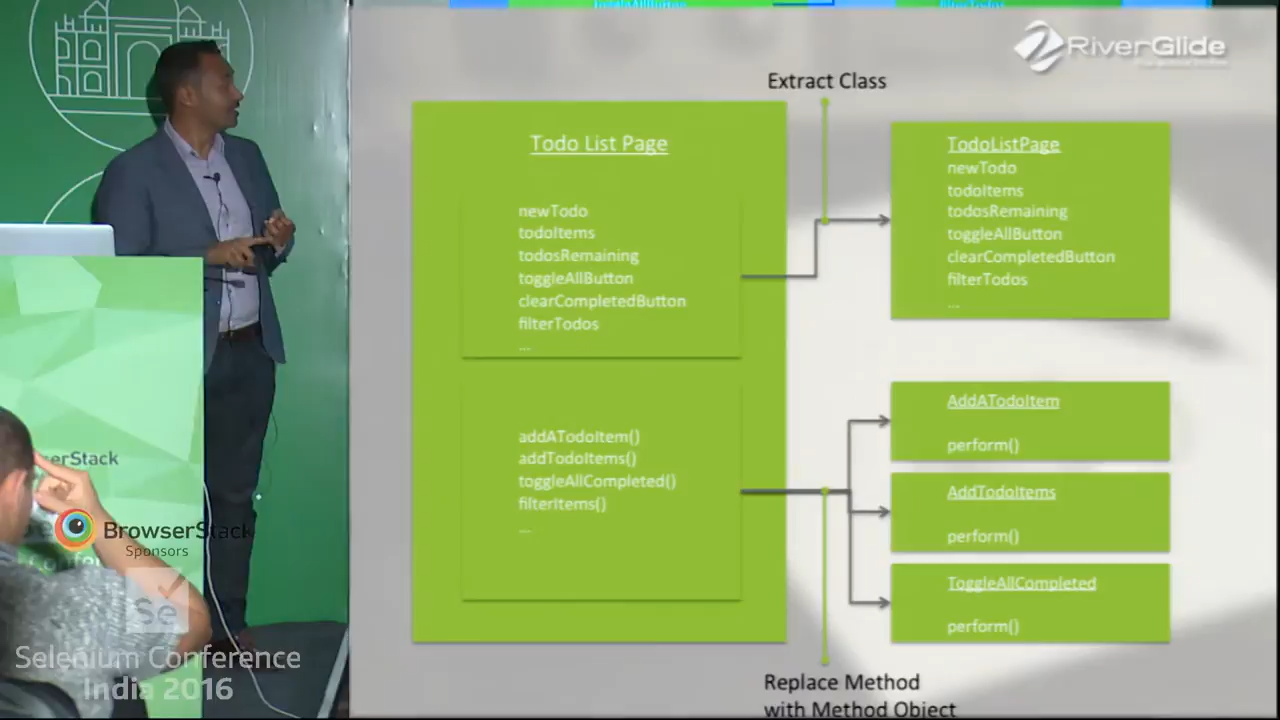 RiverGlide
Extract Class
Todo List Page
newTodo
todoItems
todosRemaining
toggleAllButton
clearCompletedButton
filterTodos
...
addATodoItem()
addTodoItems()
toggleAllCompleted()
filterItems()
...
TodoListPage
newTodo
todoItems
todosRemaining
toggleAllButton
clearCompletedButton
filterTodos
...
AddATodoItem
perform()
AddTodoItems
perform()
ToggleAllCompleted
perform()
Replace Method
with Method Object
erStack
BrowserStack
Sponsors
Se
Selenium Conference
India 2016